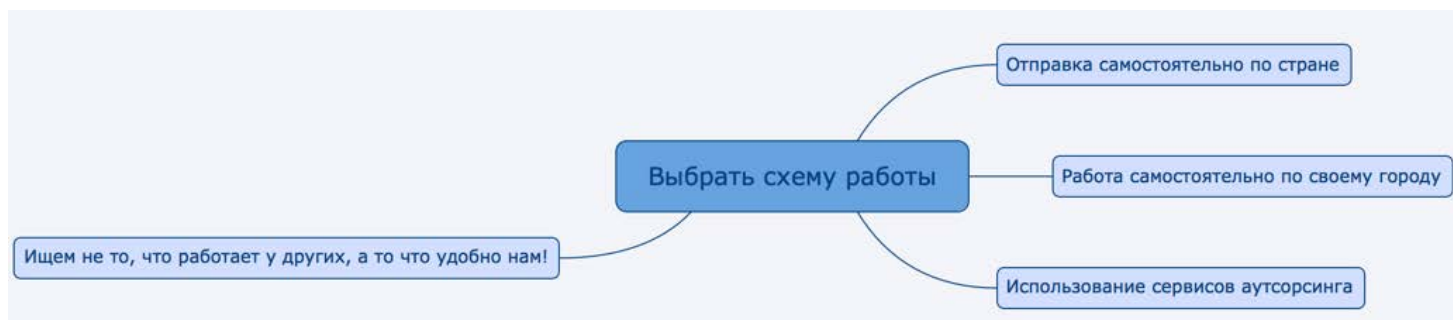 Отправка самостоятельно по стране
Выбрать схему работы
Работа самостоятельно по своему городу
Ищем не то, что работает у других, а то что удобно нам!
Использование сервисов аутсорсинга